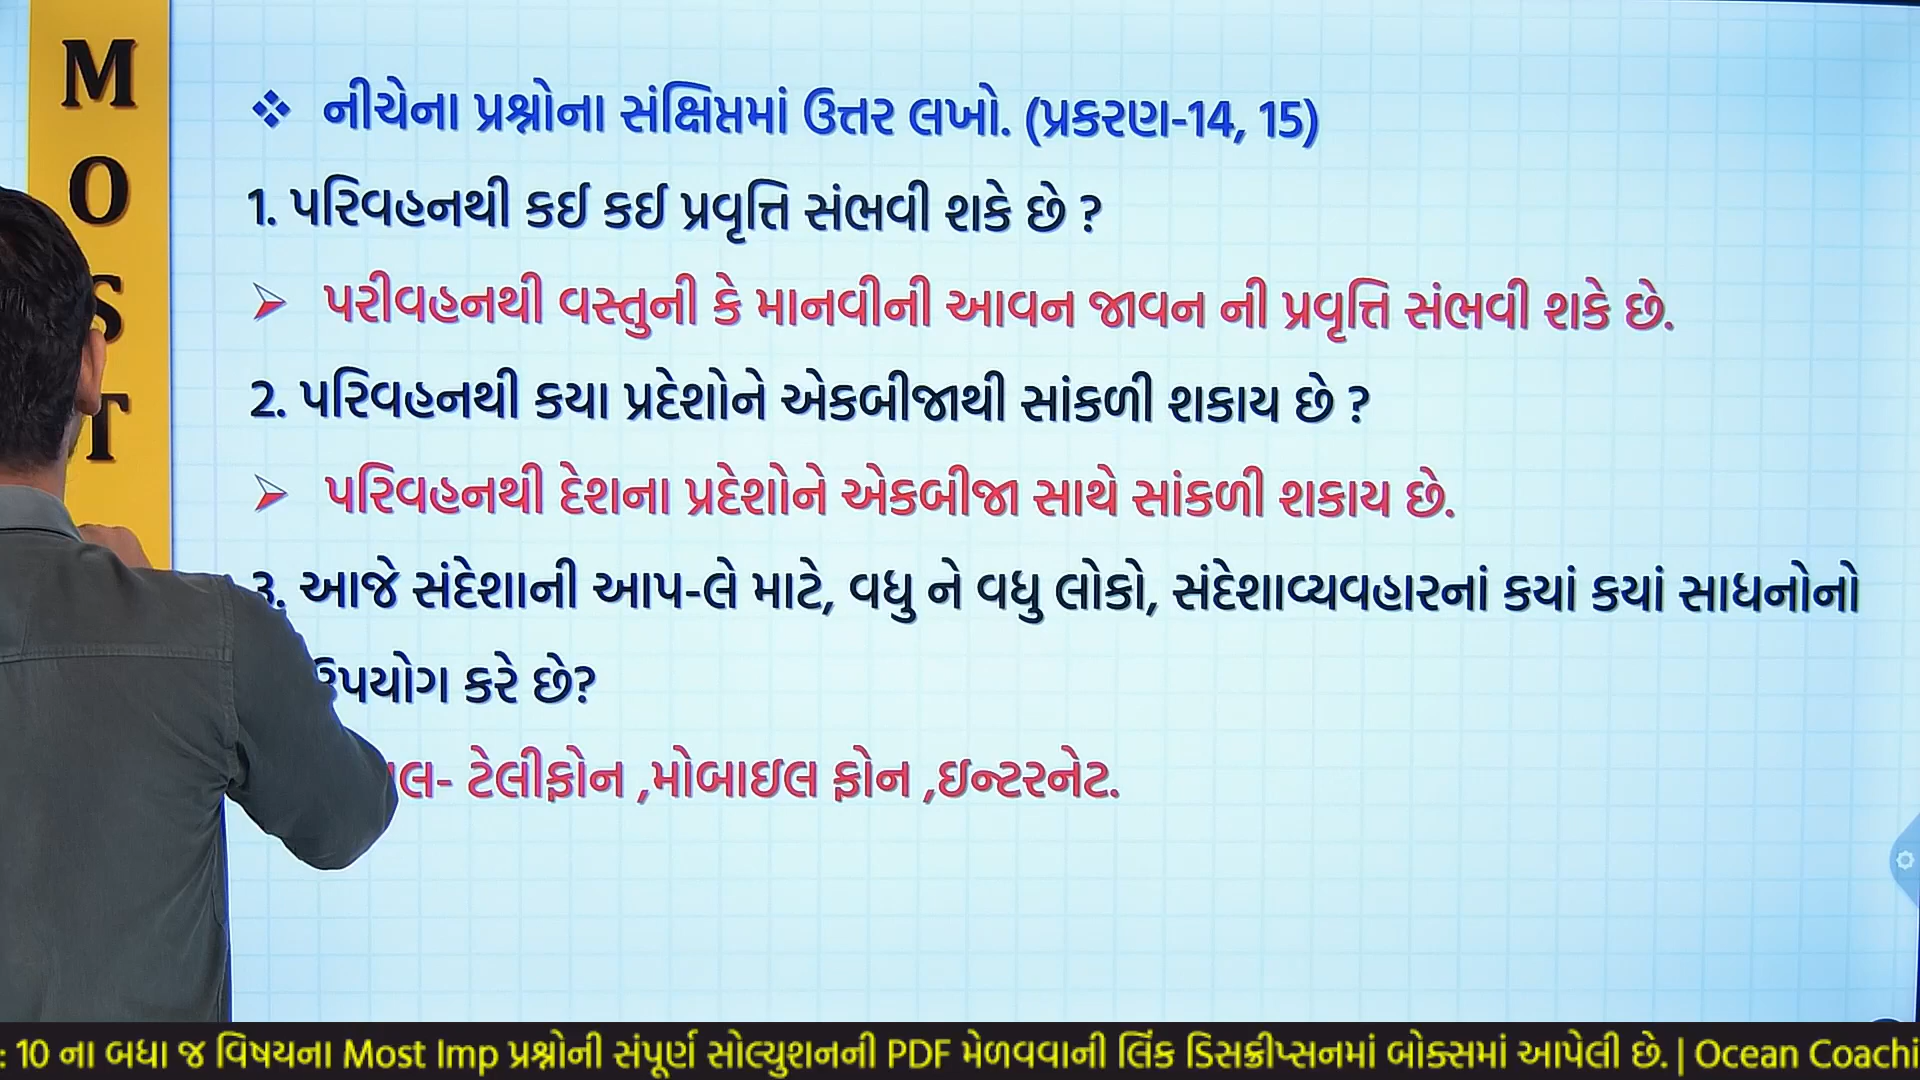 MOST
❖ નીચેના પ્રશ્નોના સંક્ષિપ્તમાં ઉત્તર લખો. (પ્રકરણ-14, 15)
1. પરિવહનથી કઈ કઈ પ્રવૃત્તિ સંભવી શકે છે ?
➢ પરીવહનથી વસ્તુની કે માનવીની આવન જાવન ની પ્રવૃત્તિ સંભવી શકે છે.
2. પરિવહનથી કયા પ્રદેશોને એકબીજાથી સાંકળી શકાય છે ?
➢ પરિવહનથી દેશના પ્રદેશોને એકબીજા સાથે સાંકળી શકાય છે.
3. આજે સંદેશાની આપ-લે માટે, વધુ ને વધુ લોકો, સંદેશાવ્યવહારનાં કયાં કયાં સાધનોનો
ઉપયોગ કરે છે?
ટેલીફોન ,મોબાઇલ ફોન ,ઇન્ટરનેટ.
: 10 ના બધા જ વિષયના Most Imp પ્રશ્નોની સંપૂર્ણ સોલ્યુશનની PDF મેળવવાની લિંક ડિસક્રીપ્સનમાં બોક્સમાં આપેલી છે. | Ocean Coachi